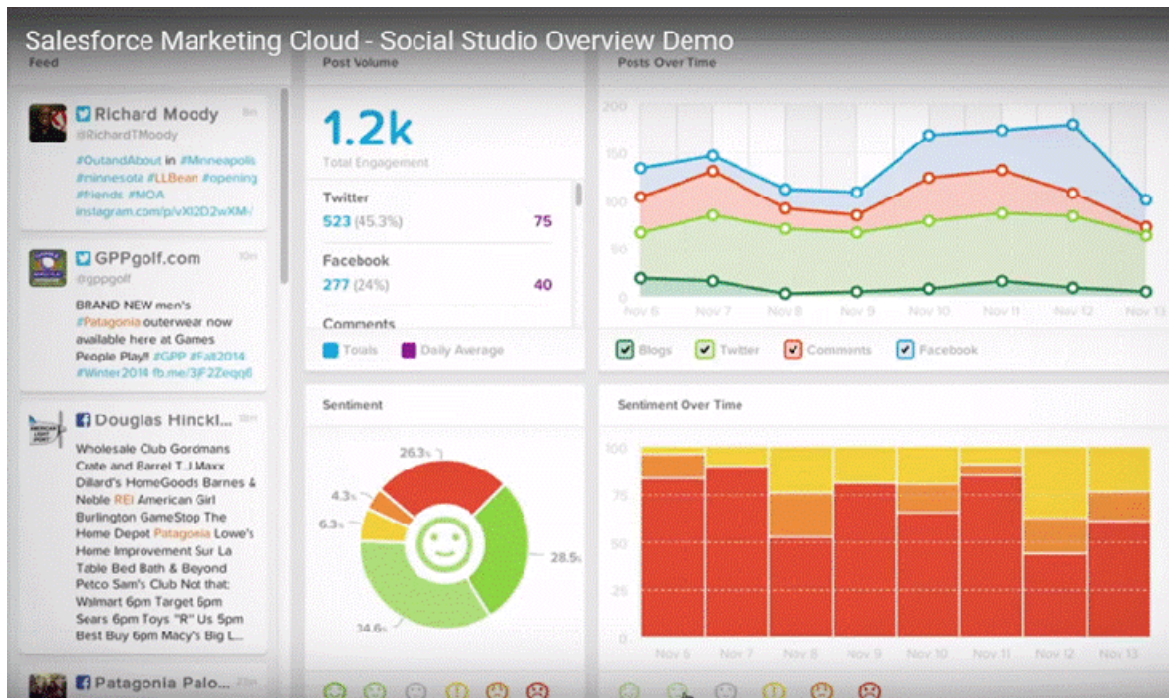 Salesforce Marketing Cloud - Social Studio Overview Demo
Feed
Richard Moody
8m
@RichardTMoody
#OutandAbout in #Minneapolis
#minnesota #LLBean #opening
#friends #MOA
GPPgolf.com
10m
@gppgolf
BRAND NEW men's
#Patagonia outerwear now
available here at Games
People Play!! #GPP #Fall2014
#Winter2014 fb.me/3jF2Zeqq6
Douglas Hinckl...
Wholesale Club Gordmans
Crate and Barrel T.J.Maxx
Dillard's HomeGoods Barnes &
Noble REI American Girl
Burlington GameStop The
Home Depot Patagonia Lowe's
Home Improvement Sur La
Table Bed Bath & Beyond
Petco Sam's Club Not that:
Walmart 6pm Target 6pm
Sears 6pm Toys "R" Us 5pm
Best Buy 6pm Macy's Big L...
Patagonia Palo...
Post Volume
1.2k
Total Engagement
Twitter
523 (45.3%)
75
Facebook
277 (24%)
40
Comments
Totals
Daily Average
Posts Over Time
200
150
100
50
0
Nov 6
Nov 7
Nov 8
Nov 9
Nov 10
Nov 11
Nov 12
Nov 13
Blogs
Twitter
Comments
Facebook
Sentiment
26.3%
4.3%
6.3%
28.5%
34.6%
Sentiment Over Time
100
75
50
25
0
Nov 6
Nov 7
Nov 8
Nov 9
Nov 10
Nov 11
Nov 12
Nov 13